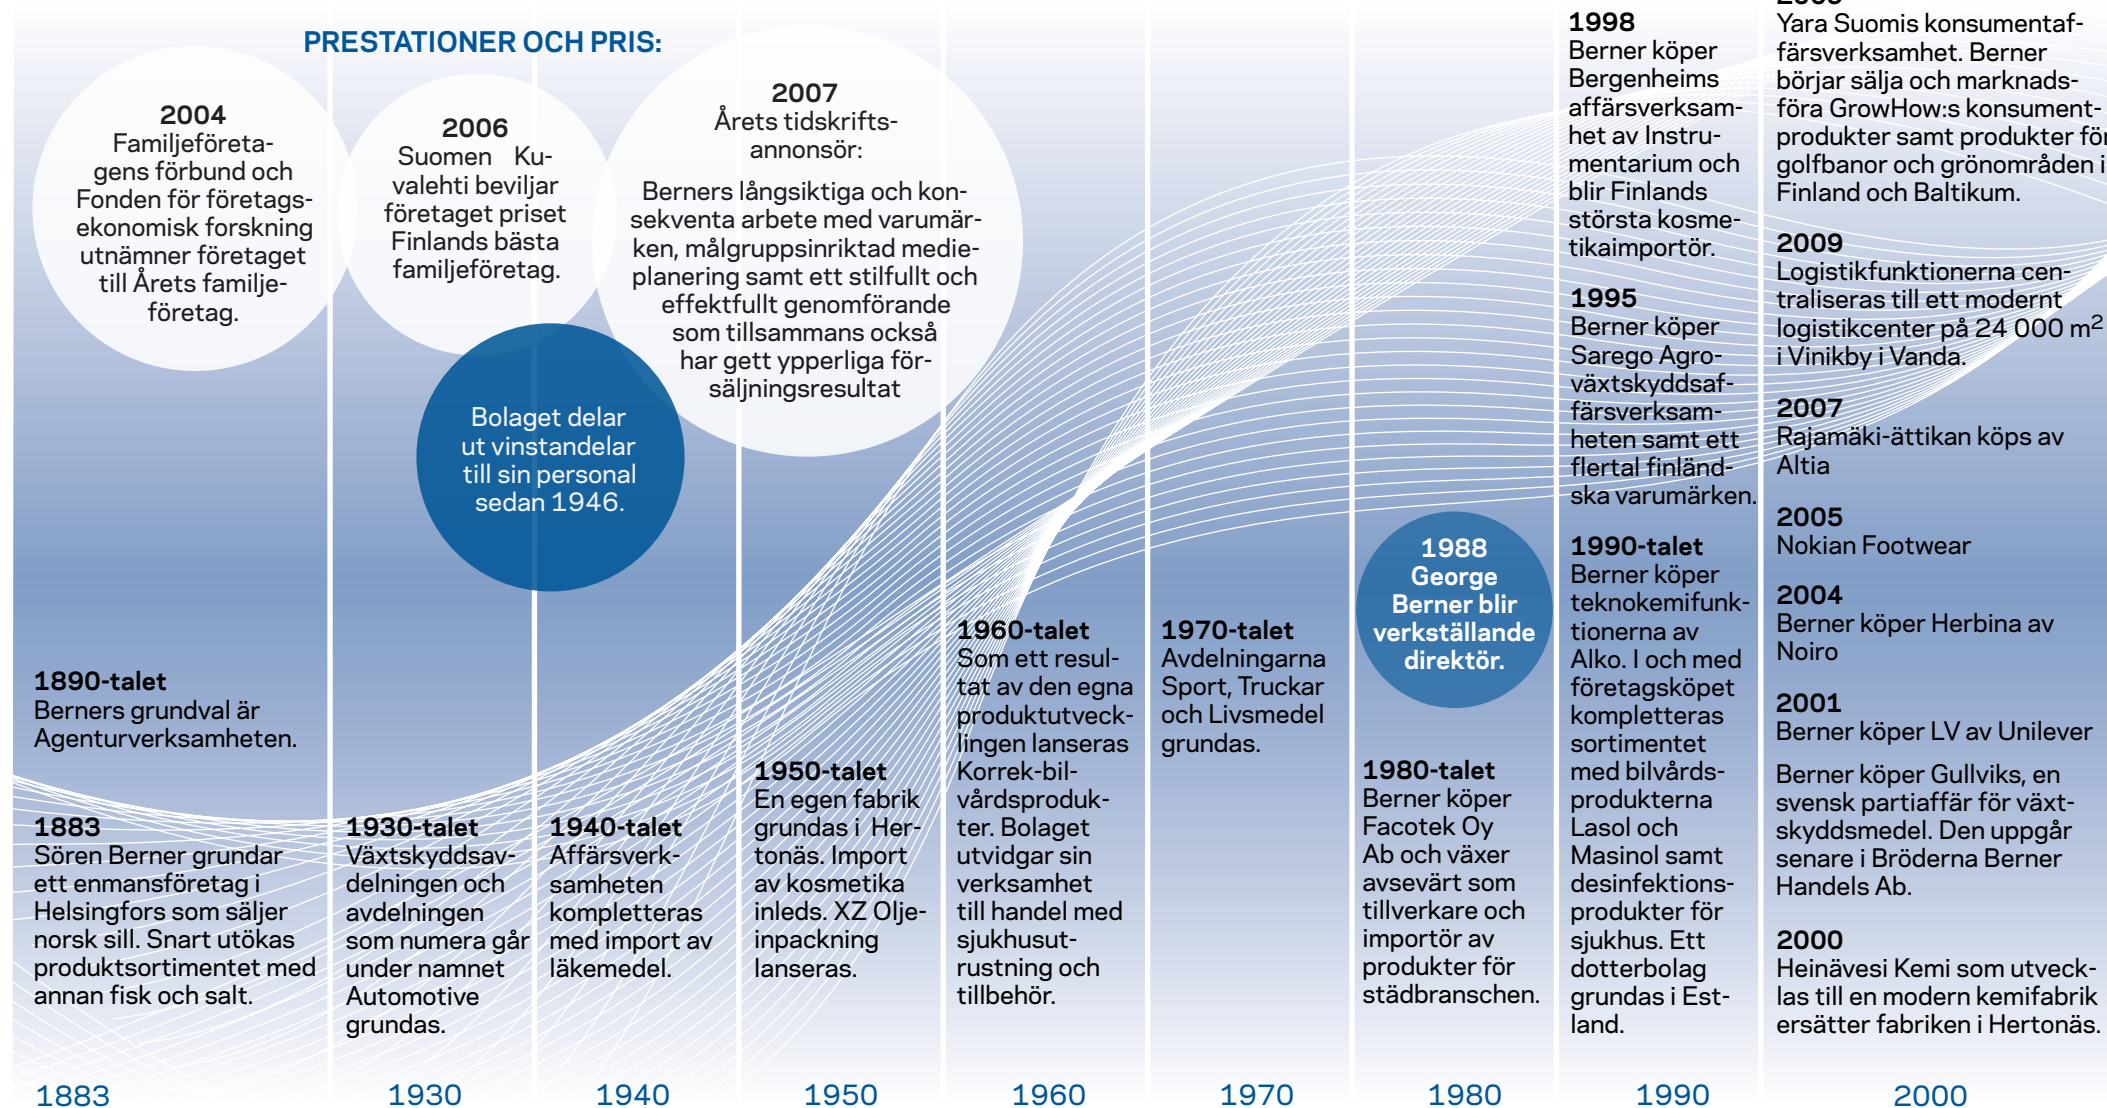 PRESTATIONER OCH PRIS:
2004
Familjeföreta-
gens förbund och
Fonden för företags-
ekonomisk forskning
utnämner företaget
till Årets familje-
företag.
2006
Suomen Ku-
valehti beviljar
företaget priset
Finlands bästa
familjeföretag.
2007
Årets tidskrifts-
annonsör:
Berners långsiktiga och kon-
sekventa arbete med varumär-
ken, målgruppsinriktad medie-
planering samt ett stilfullt och
effektfullt genomförande
som tillsammans också
har gett ypperliga för-
säljningsresultat
Bolaget delar
ut vinstandelar
till sin personal
sedan 1946.
1890-talet
Berners grundval är
Agenturverksamheten.
1883
Sören Berner grundar
ett enmansföretag i
Helsingfors som säljer
norsk sill. Snart utökas
produktsortimentet med
annan fisk och salt.
1930-talet
Växtskyddsav-
delningen och
avdelningen
som numera går
under namnet
Automotive
grundas.
1940-talet
Affärsverk-
samheten
kompletteras
med import av
läkemedel.
1950-talet
En egen fabrik
grundas i Her-
tonäs. Import
av kosmetika
inleds. XZ Olje-
inpackning
lanseras.
1960-talet
Som ett resul-
tat av den egna
produktutveck-
lingen lanseras
Korrek-bil-
vårdsproduk-
ter. Bolaget
utvidgar sin
verksamhet
till handel med
sjukhusut-
rustning och
tillbehör.
1970-talet
Avdelningarna
Sport, Truckar
och Livsmedel
grundas.
1988
George
Berner blir
verkställande
direktör.
1980-talet
Berner köper
Facotek Oy
Ab och växer
avsevärt som
tillverkare och
importör av
produkter för
städbranschen.
1998
Berner köper
Bergenheims
affärsverksam-
het av Instru-
mentarium och
blir Finlands
största kosme-
tikaimportör.
1995
Berner köper
Sarego Agro-
växtskyddsaf-
färsverksam-
heten samt ett
flertal finländ-
ska varumärken.
1990-talet
Berner köper
teknokemifunk-
tionerna av
Alko. I och med
företagsköpet
kompletteras
sortimentet
med bilvårds-
produkterna
Lasol och
Masinol samt
desinfektions-
produkter för
sjukhus. Ett
dotterbolag
grundas i Est-
land.
Yara Suomis konsumentaf-
färsverksamhet. Berner
börjar sälja och marknads-
föra GrowHow:s konsument-
produkter samt produkter för
golfbanor och grönområden i
Finland och Baltikum.
2009
Logistikfunktionerna cen-
traliseras till ett modernt
logistikcenter på 24 000 m²
i Vinikby i Vanda.
2007
Rajamäki-ättikan köps av
Altia
2005
Nokian Footwear
2004
Berner köper Herbina av
Noiro
2001
Berner köper LV av Unilever
Berner köper Gullviks, en
svensk partiaffär för växt-
skyddsmedel. Den uppgår
senare i Bröderna Berner
Handels Ab.
2000
Heinävesi Kemi som utveck-
las till en modern kemifabrik
ersätter fabriken i Hertonäs.
1883
1930
1940
1950
1960
1970
1980
1990
2000